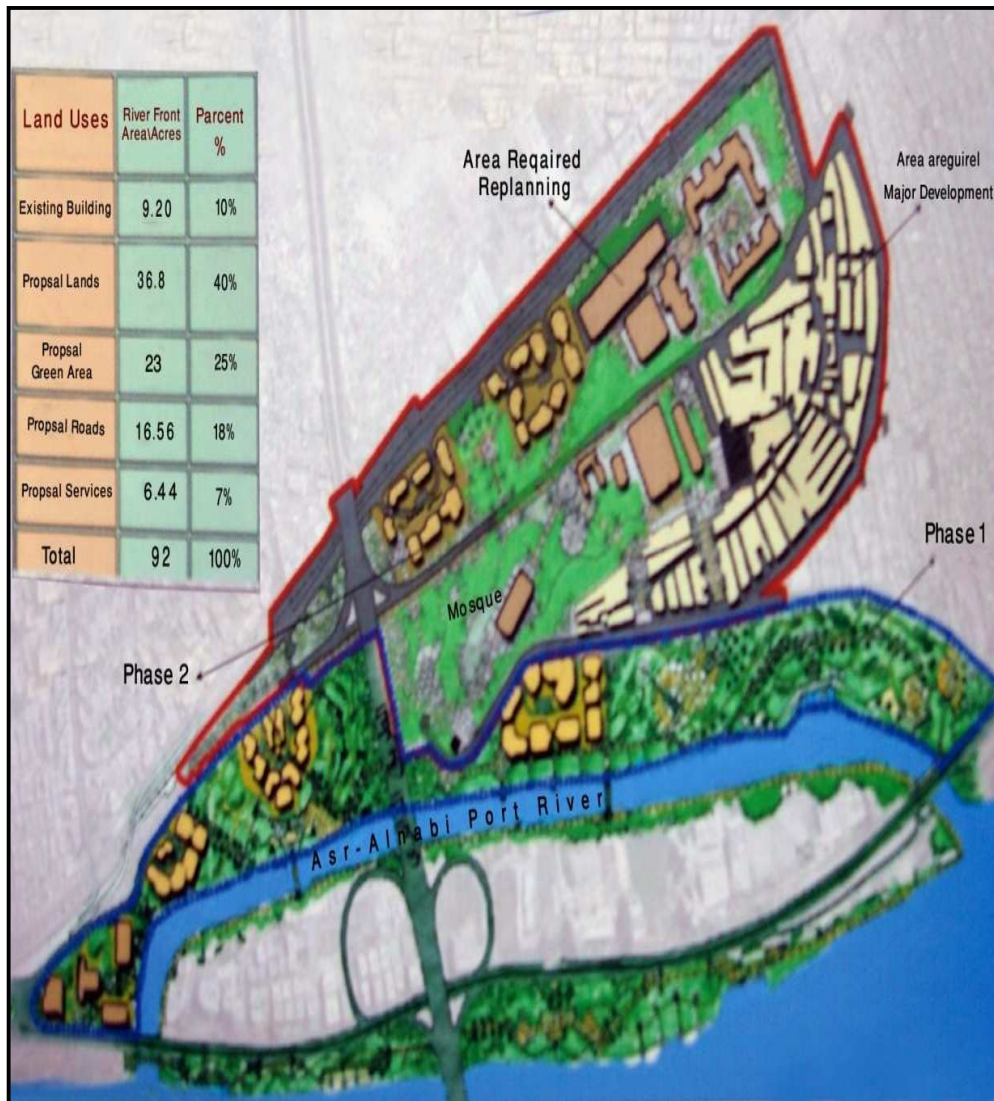 Land Uses
River Front
Area\Acres
Parcent
%
Existing Building
9.20
10%
Propsal Lands
36.8
40%
Propsal
Green Area
23
25%
Propsal Roads
16.56
18%
Propsal Services
6.44
7%
Total
92
100%
Area Reqaired
Replanning
Area areguirel
Major Development
Phase 1
Mosque
Phase 2
Asr-Alnabi Port River